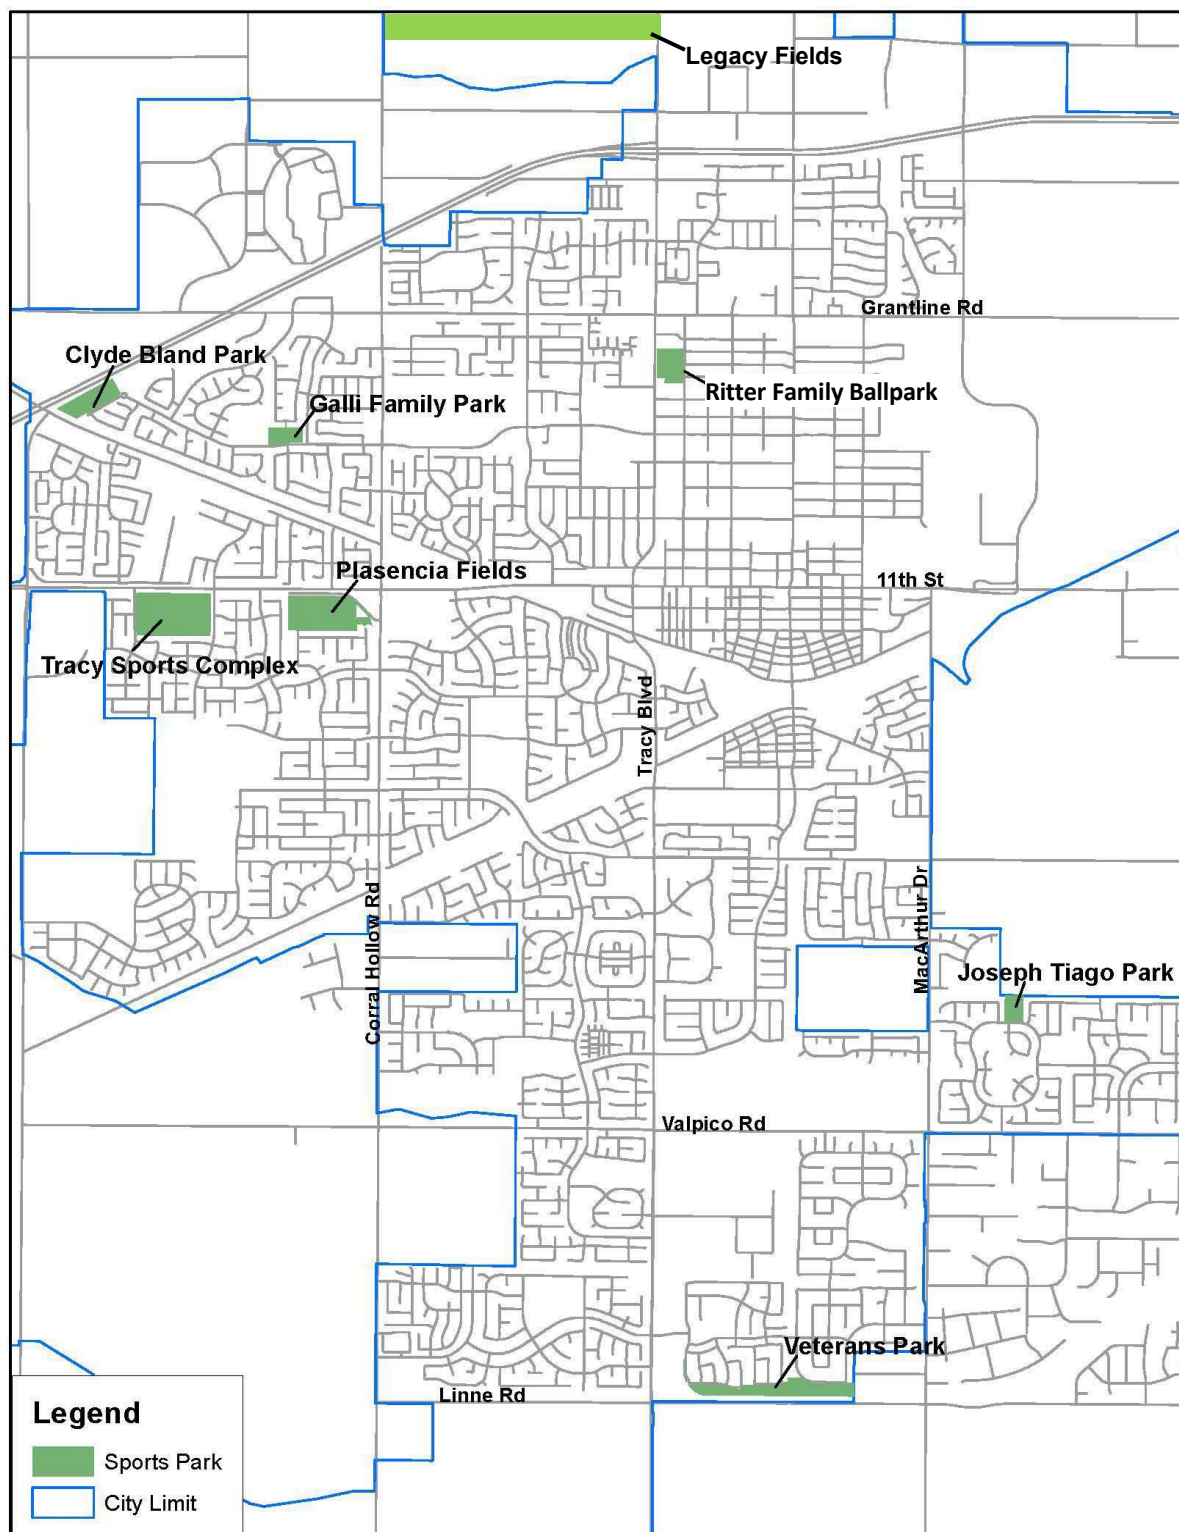 Legacy Fields
Grantline Rd
Clyde Bland Park
Galli Family Park
Ritter Family Ballpark
Plasencia Fields
11th St
Tracy Sports Complex
Tracy Blvd
Corral Hollow Rd
MacArthur Dr
Joseph Tiago Park
Valpico Rd
Veterans Park
Linne Rd
Legend
Sports Park
City Limit